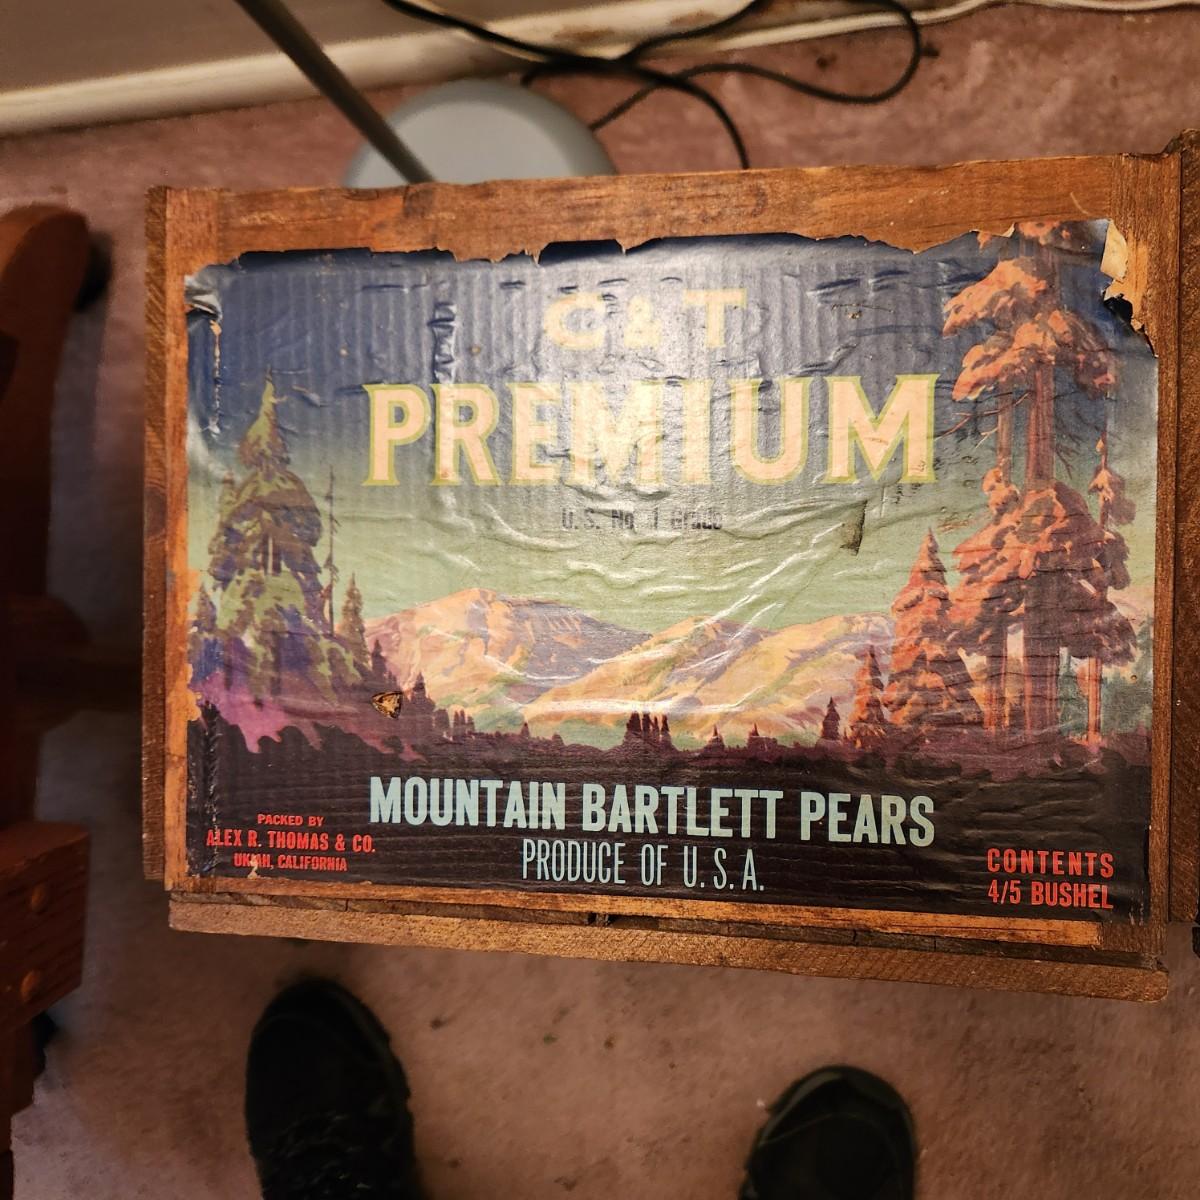 C & T
PREMIUM
U.S. No 1 Grade
MOUNTAIN BARTLETT PEARS
PRODUCE OF U.S.A.
PACKED BY
ALEX R. THOMAS & CO.
UKIAH, CALIFORNIA
CONTENTS
4/5 BUSHEL